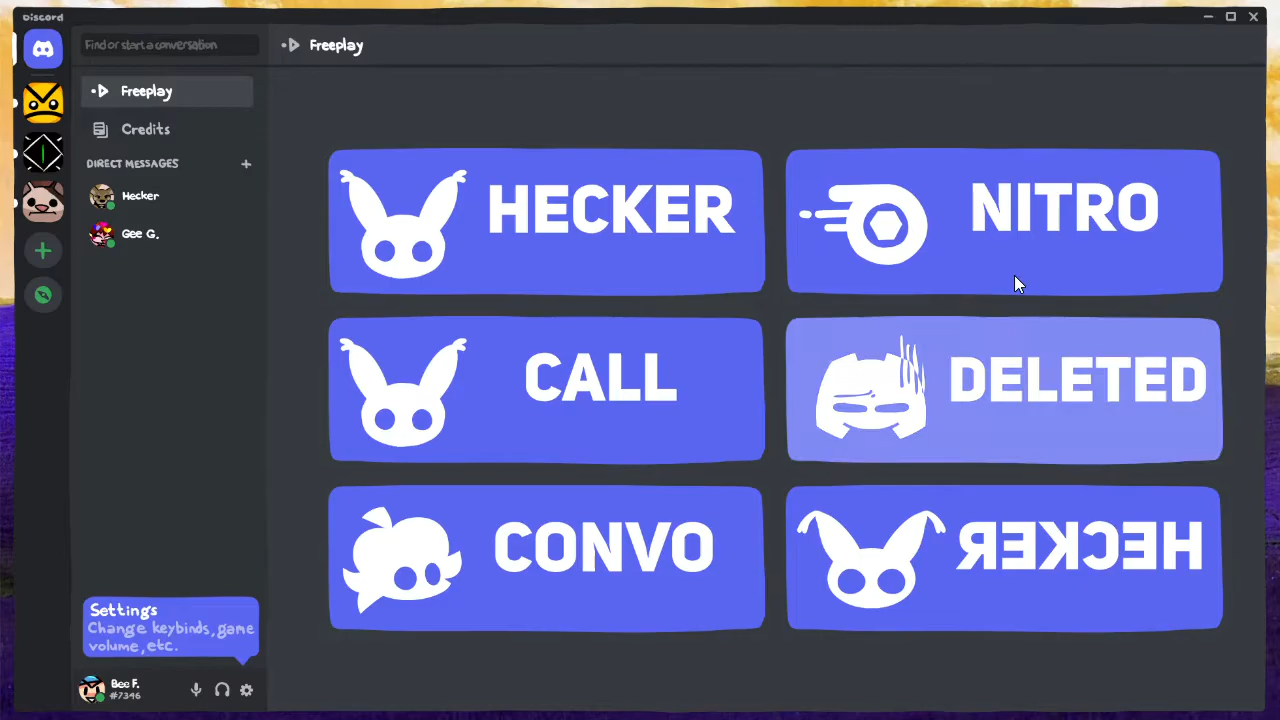 Discord
Find or start a conversation
Freeplay
Freeplay
Credits
DIRECT MESSAGES
Hecker
Gee G.
HECKER
NITRO
CALL
DELETED
CONVO
HECKER
Settings
Change keybinds, game
volume, etc.
Bee F.
#7346